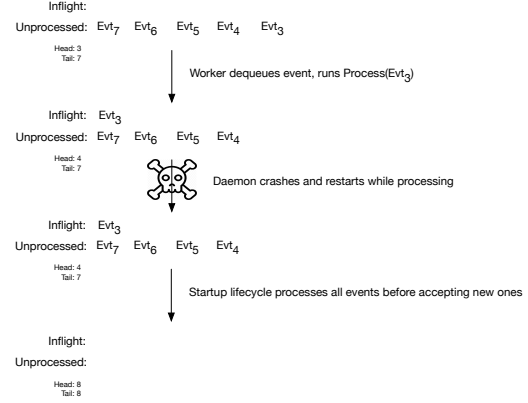 Inflight:
Unprocessed: Evt7 Evt6 Evt5 Evt4 Evt3
Head: 3
Tail: 7
Worker dequeues event, runs Process(Evt3)
Inflight: Evt3
Unprocessed: Evt7 Evt6 Evt5 Evt4
Head: 4
Tail: 7
Daemon crashes and restarts while processing
Inflight: Evt3
Unprocessed: Evt7 Evt6 Evt5 Evt4
Head: 4
Tail: 7
Startup lifecycle processes all events before accepting new ones
Inflight:
Unprocessed:
Head: 8
Tail: 8